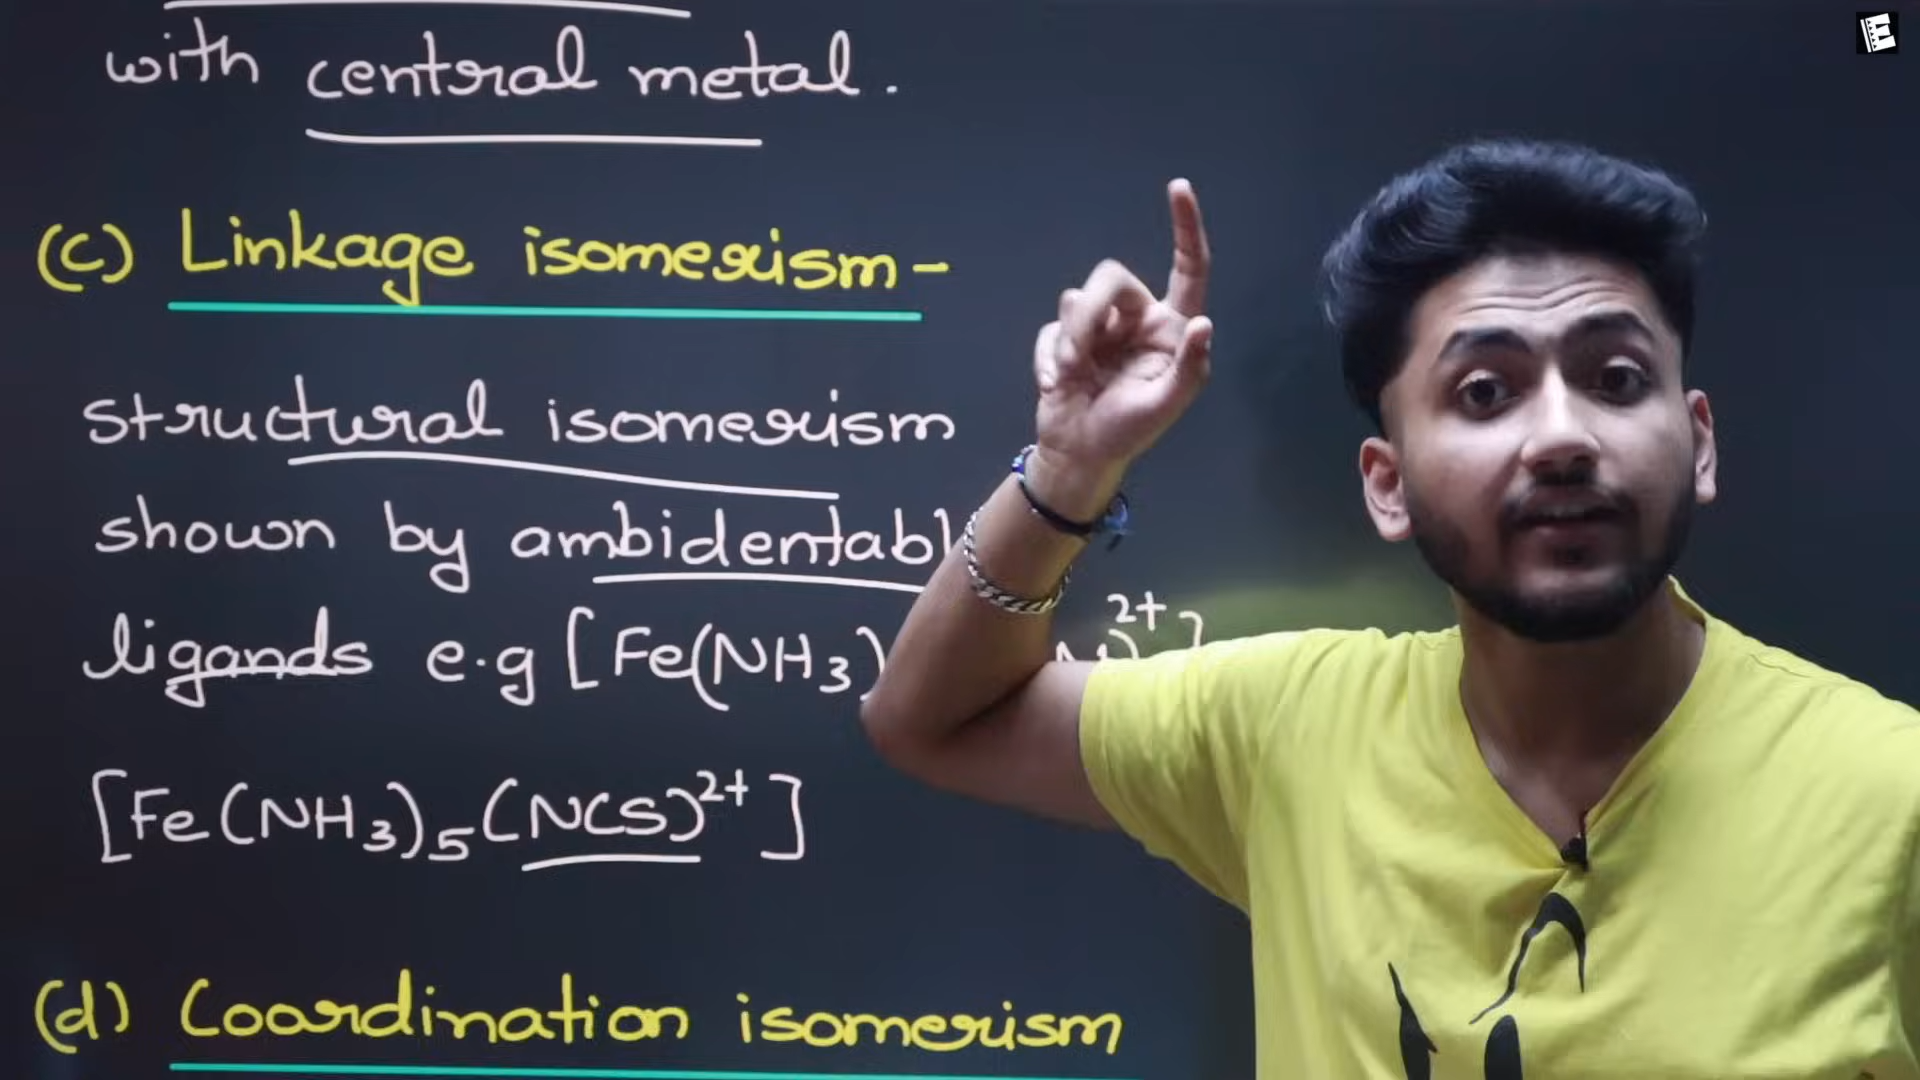 with central metal.
(c) Linkage isomerism-
structural isomerism
shown by
ligands e.g [Fe(NH₃) N)²⁺]
[Fe(NH₃)₅(NCS)²⁺]
(d) Coordination isomerism